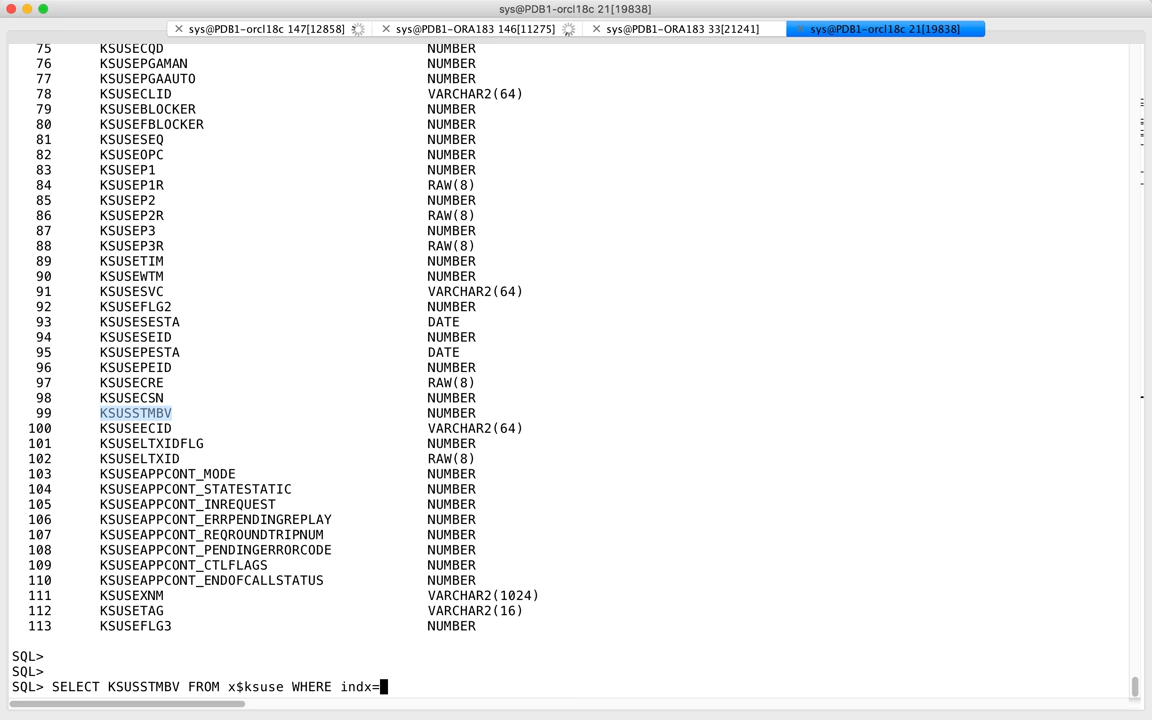 sys@PDB1-orcl18c 21[19838]
sys@PDB1-orcl18c 147[12858] sys@PDB1-ORA183 146[11275] sys@PDB1-ORA183 33[21241] sys@PDB1-orcl18c 21[19838]
75 KSUSECQD NUMBER
76 KSUSEPGAMAN NUMBER
77 KSUSEPGAAUTO NUMBER
78 KSUSECLID VARCHAR2(64)
79 KSUSEBLOCKER NUMBER
80 KSUSEFBLOCKER NUMBER
81 KSUSESEQ NUMBER
82 KSUSEOPC NUMBER
83 KSUSEP1 NUMBER
84 KSUSEP1R RAW(8)
85 KSUSEP2 NUMBER
86 KSUSEP2R RAW(8)
87 KSUSEP3 NUMBER
88 KSUSEP3R RAW(8)
89 KSUSETIM NUMBER
90 KSUSEWTM NUMBER
91 KSUSESVC VARCHAR2(64)
92 KSUSEFLG2 NUMBER
93 KSUSESESTA DATE
94 KSUSESEID NUMBER
95 KSUSEPESTA DATE
96 KSUSEPEID NUMBER
97 KSUSECRE RAW(8)
98 KSUSECSN NUMBER
99 KSUSSTMBV NUMBER
100 KSUSEECID VARCHAR2(64)
101 KSUSELTXIDFLG NUMBER
102 KSUSELTXID RAW(8)
103 KSUSEAPPCONT_MODE NUMBER
104 KSUSEAPPCONT_STATESTATIC NUMBER
105 KSUSEAPPCONT_INREQUEST NUMBER
106 KSUSEAPPCONT_ERRPENDINGREPLAY NUMBER
107 KSUSEAPPCONT_REQROUNDTRIPNUM NUMBER
108 KSUSEAPPCONT_PENDINGERRORCODE NUMBER
109 KSUSEAPPCONT_CTLFLAGS NUMBER
110 KSUSEAPPCONT_ENDOFCALLSTATUS NUMBER
111 KSUSEXNM VARCHAR2(1024)
112 KSUSETAG VARCHAR2(16)
113 KSUSEFLG3 NUMBER
SQL>
SQL>
SQL> SELECT KSUSSTMBV FROM x$ksuse WHERE indx=